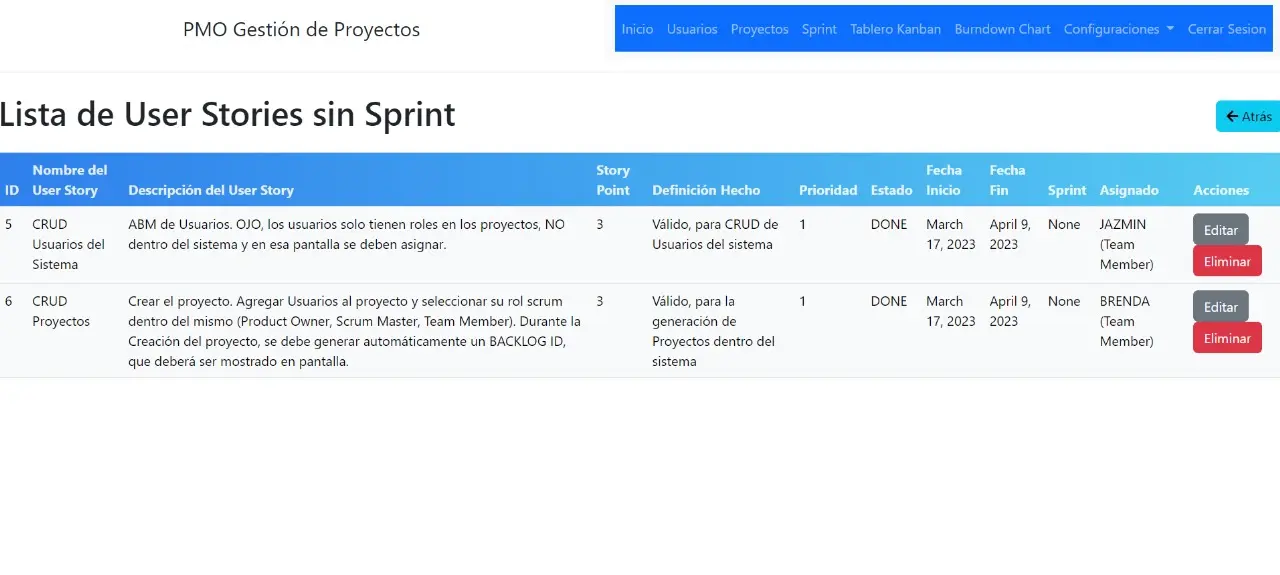 PMO Gestión de Proyectos
Inicio Usuarios Proyectos Sprint Tablero Kanban Burndown Chart Configuraciones Cerrar Sesion
Lista de User Stories sin Sprint
Atrás
ID Nombre del User Story Descripción del User Story Story Point Definición Hecho Prioridad Estado Fecha Inicio Fecha Fin Sprint Asignado Acciones
5 CRUD Usuarios del Sistema
ABM de Usuarios. OJO, los usuarios solo tienen roles en los proyectos, NO
dentro del sistema y en esa pantalla se deben asignar.
3
Válido, para CRUD de
Usuarios del sistema
1
DONE
March
17, 2023
April 9,
2023
None
JAZMIN
(Team
Member)
Editar
Eliminar
6 CRUD Proyectos
Crear el proyecto. Agregar Usuarios al proyecto y seleccionar su rol scrum
dentro del mismo (Product Owner, Scrum Master, Team Member). Durante la
Creación del proyecto, se debe generar automáticamente un BACKLOG ID,
que deberá ser mostrado en pantalla.
3
Válido, para la
generación de
Proyectos dentro del
sistema
1
DONE
March
17, 2023
April 9,
2023
None
BRENDA
(Team
Member)
Editar
Eliminar